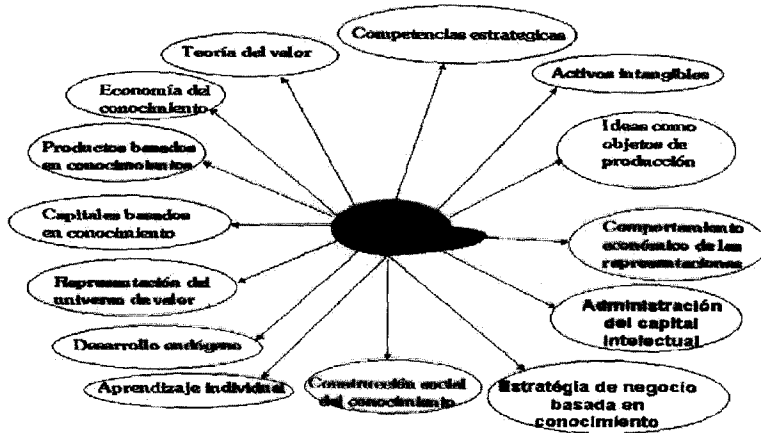 Competencias estrategicas
Teoría del valor
Activos intangibles
Economía del
conocimiento
Ideas como
objetos de
producción
Productos basados
en conocimoientos
Capitales basados
en conocimiento
Comportamiento
económico de las
representaciones
Representación del
universo de valor
Administración
del capital
intelectual
Desarrollo endógeno
Aprendizaje individual
Construcción social
del conocimiento
Estratégia de negocio
basada en
conocimiento